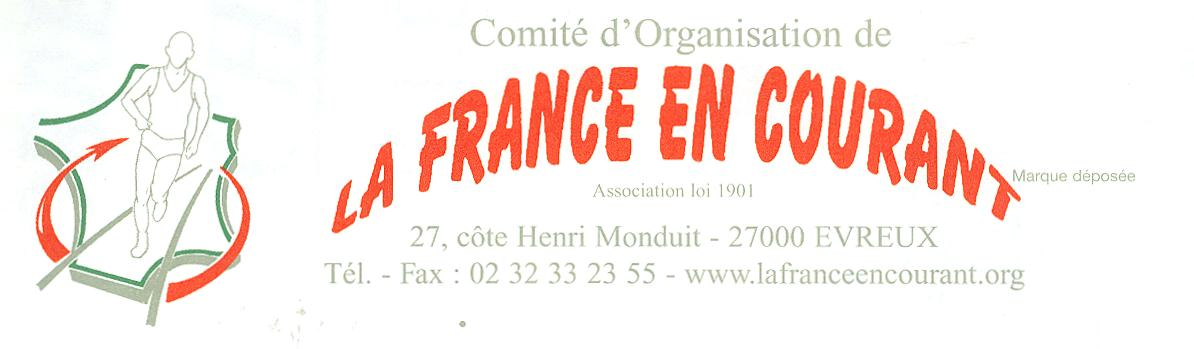 Comité d'Organisation de
LA FRANCE EN COURANT
Marque déposée
Association loi 1901
27, côte Henri Monduit - 27000 EVREUX
Tél. - Fax : 02 32 33 23 55 - www.lafranceencourant.org